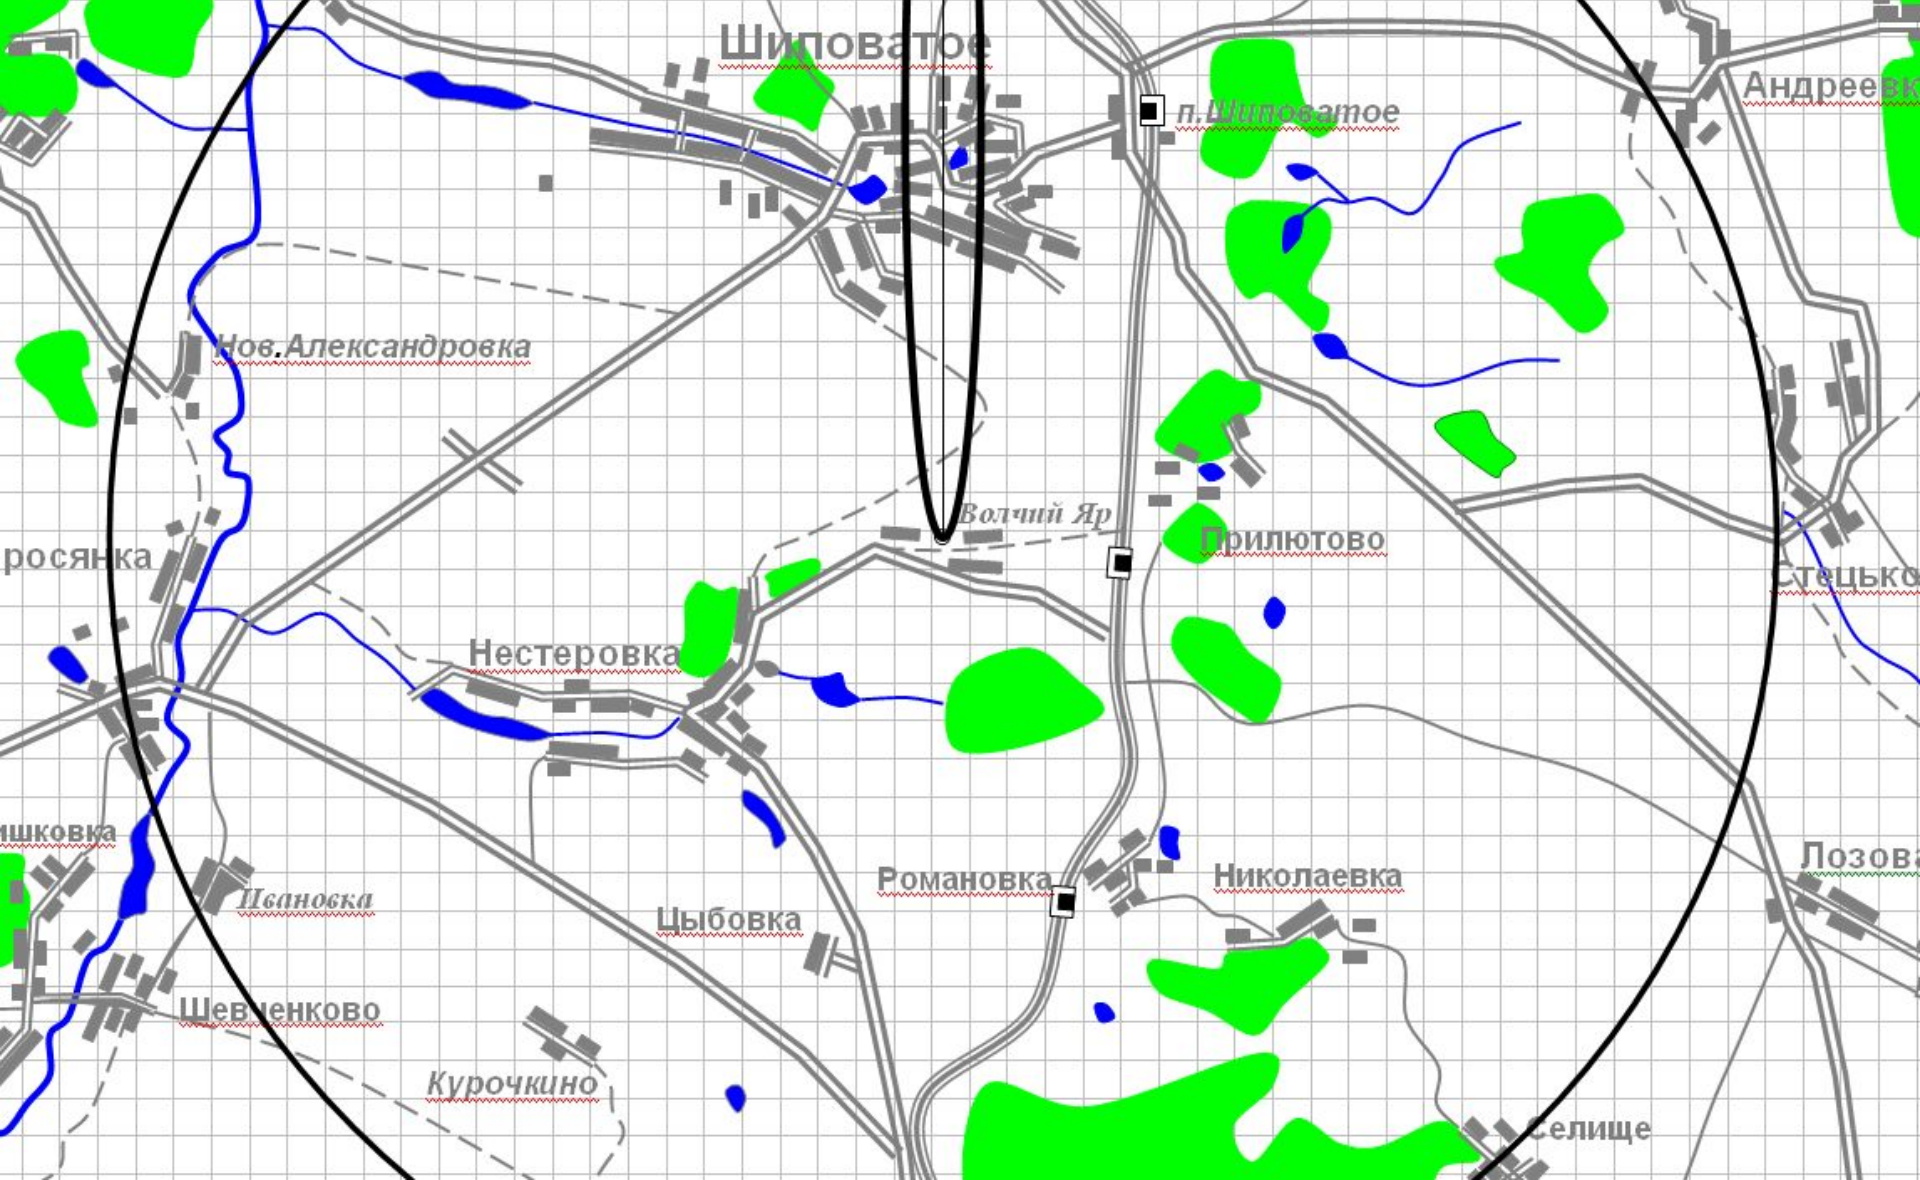 Шиповатое
Андреевк
п.Шиповатое
Нов.Александровка
Волчий Яр
Прилютово
росянка
Стецько
Нестеровка
ишковка
Лозова
Романовка
Николаевка
Ивановка
Цыбовка
Шевченково
Курочкино
Селище